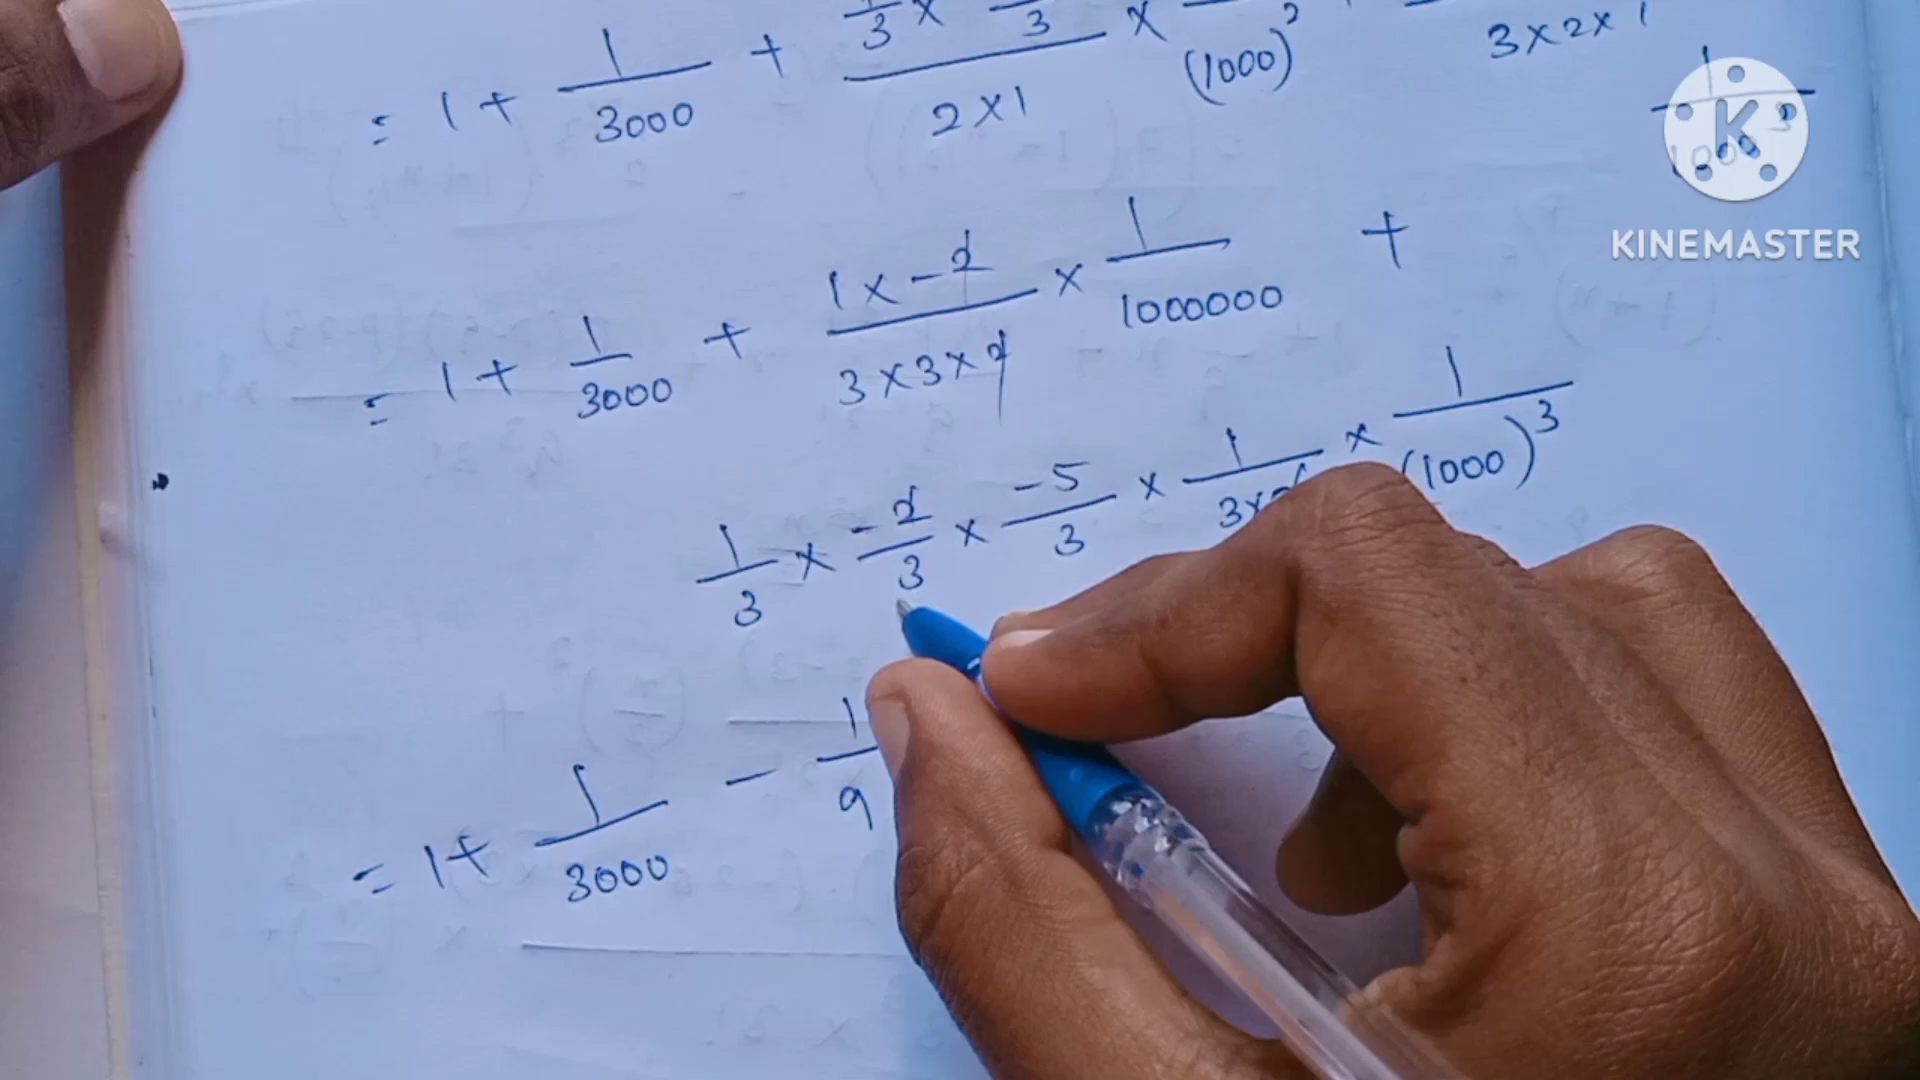 = 1 + 1/3000 + (1/3 × /3)/(2×1) × /(1000)² + /3×2×1
1/1000³
K
KINEMASTER
= 1 + 1/3000 + (1 × -2)/(3×3×2) × 1/1000000 +
1/3 × -2/3 × -5/3 × 1/3×2 × 1/(1000)³
= 1 + 1/3000 - 1/9